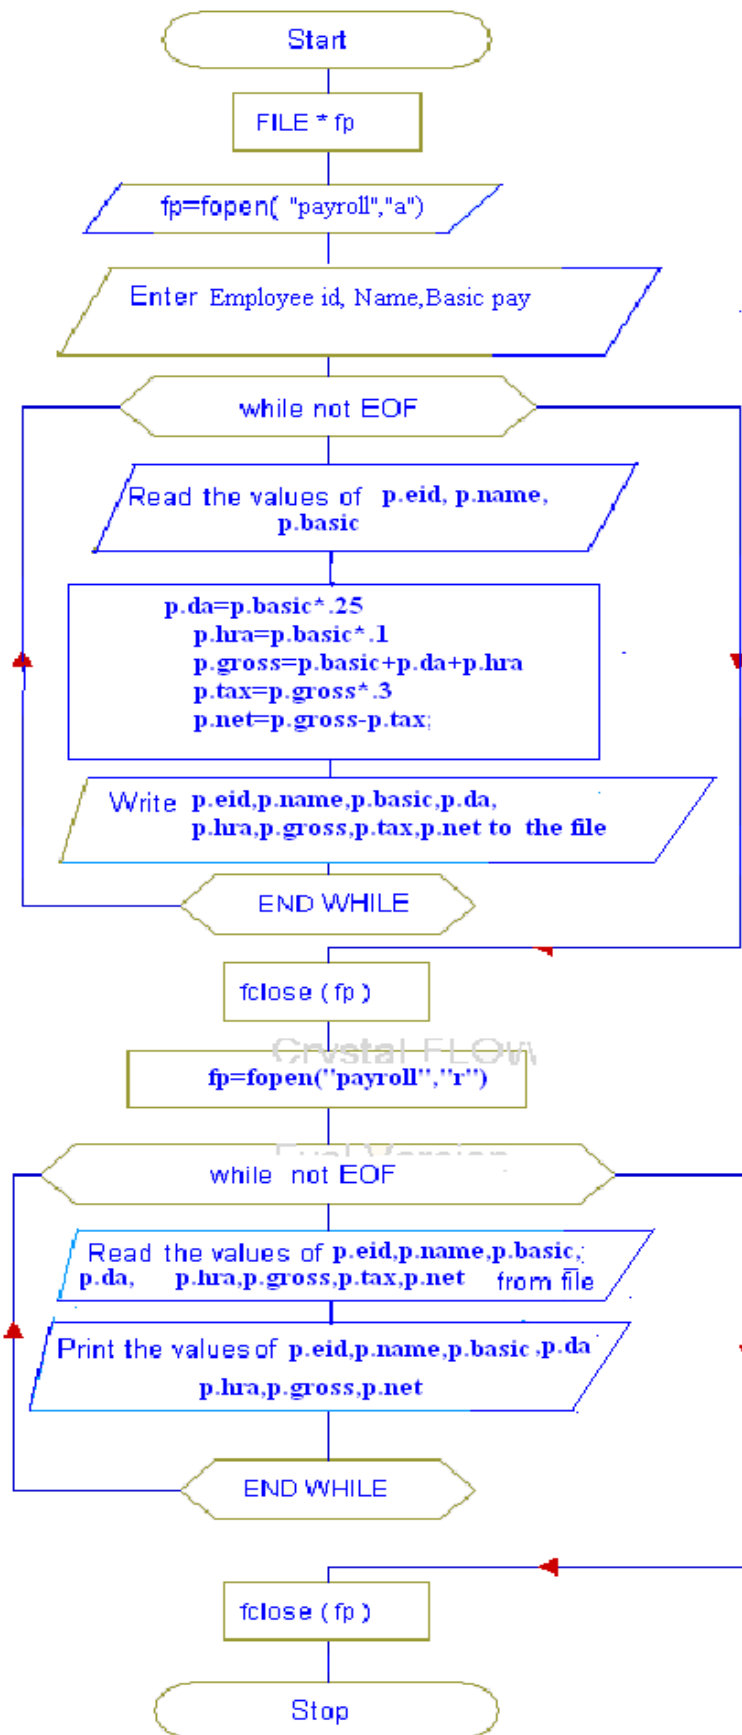 Start
FILE * fp
fp=fopen( "payroll","a")
Enter Employee id, Name,Basic pay
while not EOF
Read the values of p.eid, p.name,
p.basic
p.da=p.basic*.25
p.hra=p.basic*.1
p.gross=p.basic+p.da+p.hra
p.tax=p.gross*.3
p.net=p.gross-p.tax;
Write p.eid,p.name,p.basic,p.da,
p.hra,p.gross,p.tax,p.net to the file
END WHILE
fclose ( fp )
Crystal FLOW
fp=fopen("payroll","r")
while not EOF
Read the values of p.eid,p.name,p.basic,
p.da, p.hra,p.gross,p.tax,p.net from file
Print the values of p.eid,p.name,p.basic ,p.da
p.hra,p.gross,p.net
END WHILE
fclose ( fp )
Stop